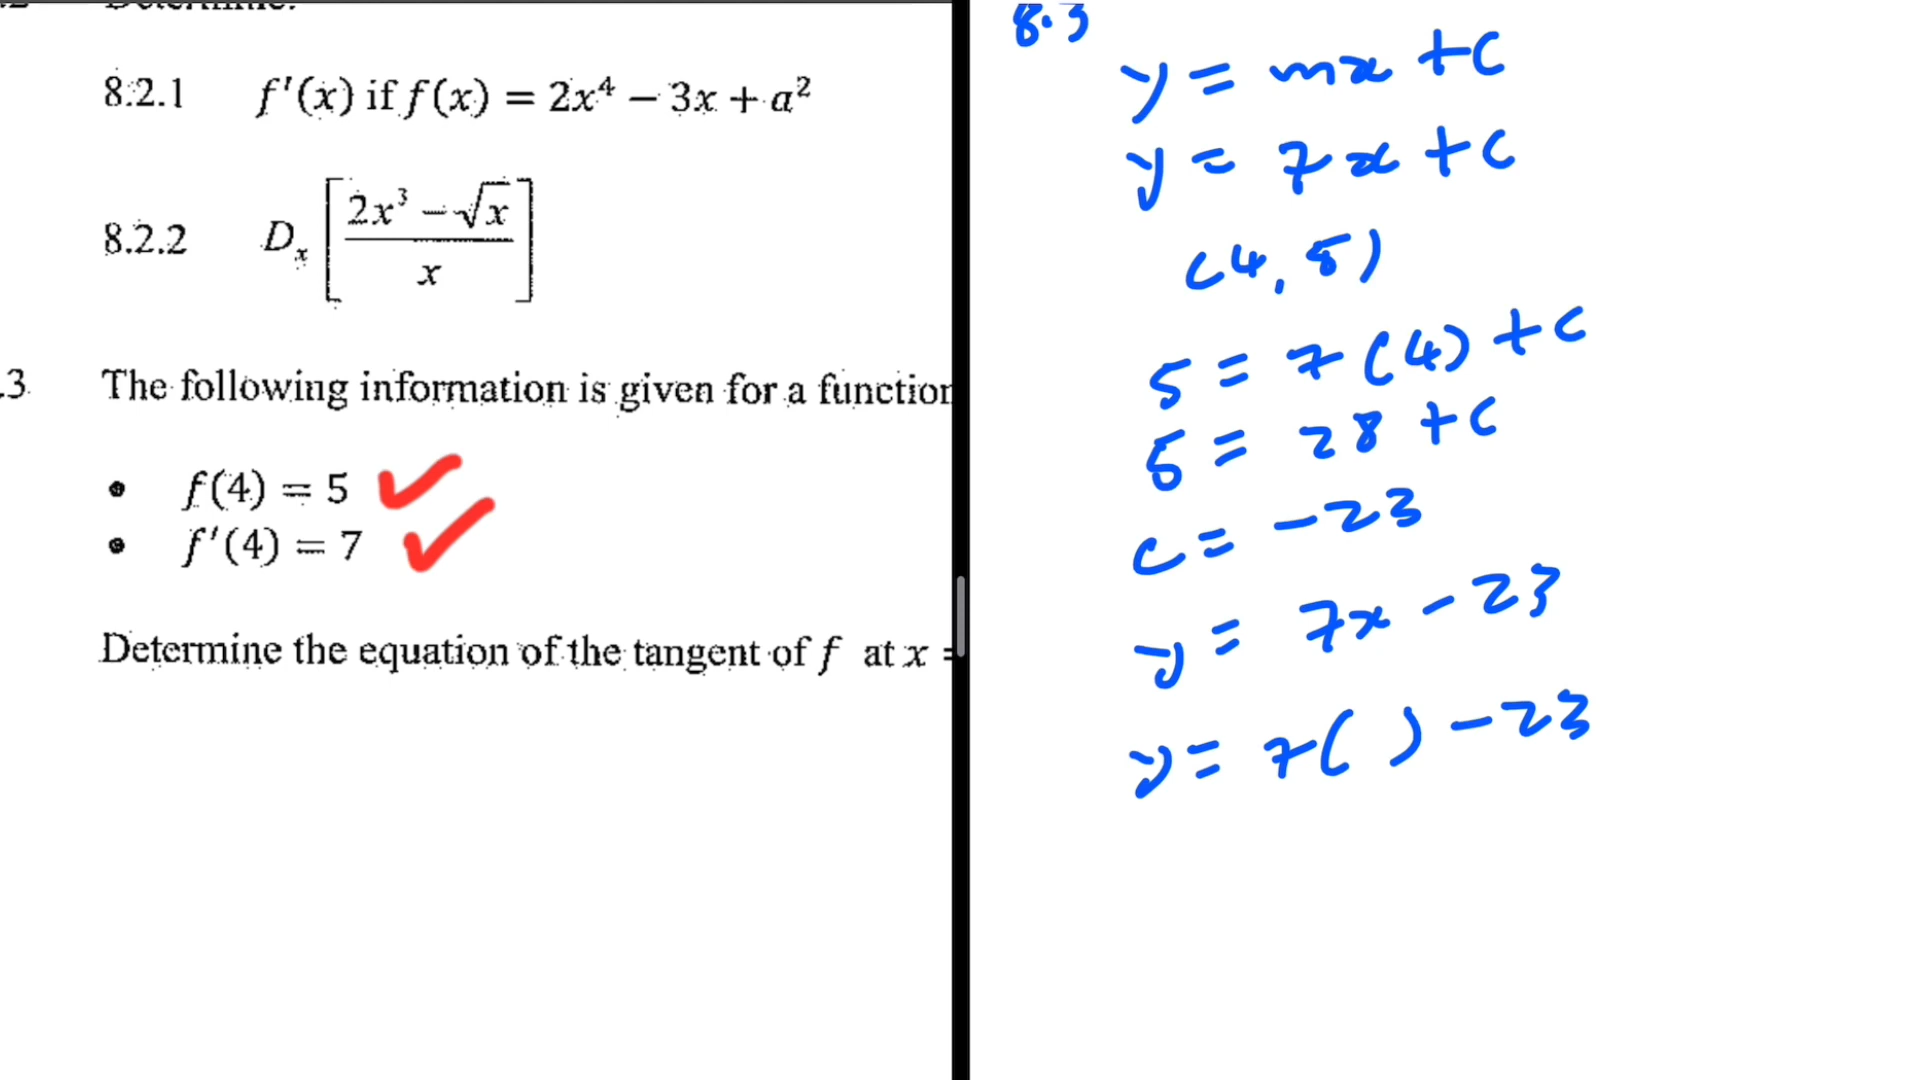 8.2.1 f'(x) if f(x) = 2x⁴ − 3x + a²
8.2.2 Dₓ [(2x³ − √x)/x]
.3 The following information is given for a function
• f(4) = 5
• f'(4) = 7
Determine the equation of the tangent of f at x =
8.3
y = mx + c
y = 7x + c
(4, 5)
5 = 7(4) + c
5 = 28 + c
c = −23
y = 7x − 23
y = 7( ) − 23